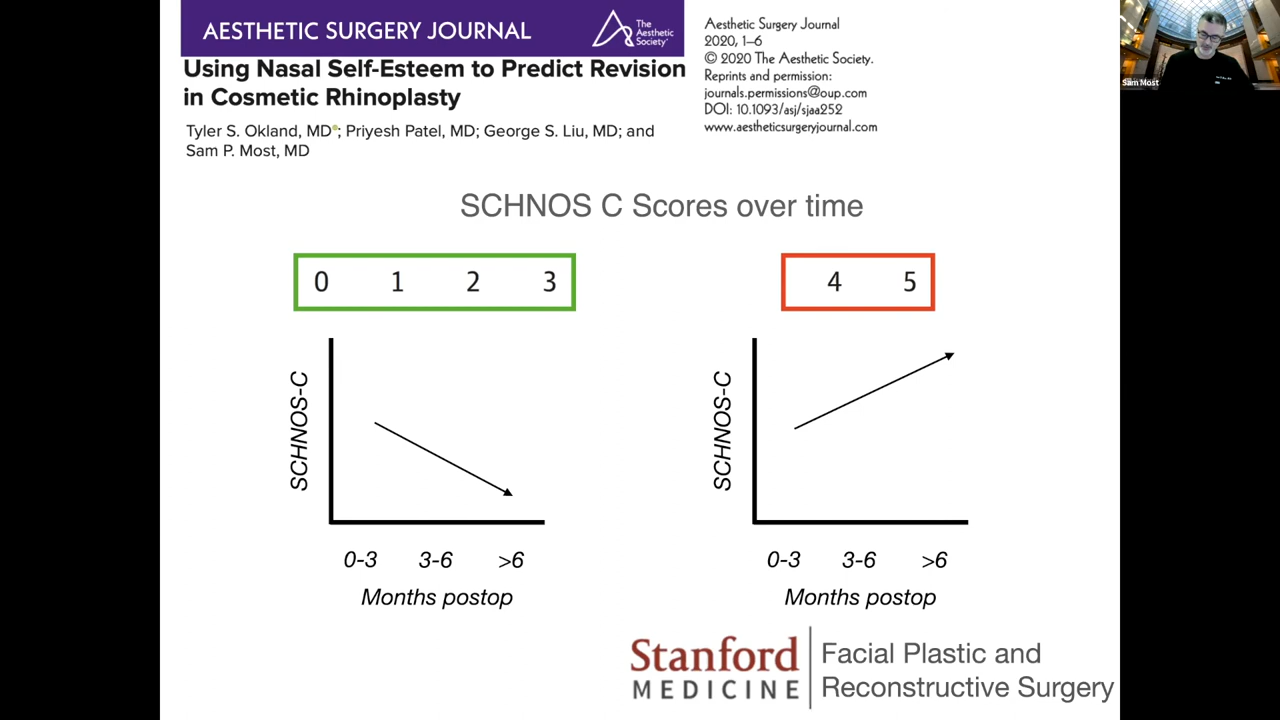 AESTHETIC SURGERY JOURNAL
The Aesthetic Society
Aesthetic Surgery Journal
2020, 1–6
© 2020 The Aesthetic Society.
Reprints and permission:
journals.permissions@oup.com
DOI: 10.1093/asj/sjaa252
www.aestheticsurgeryjournal.com
Using Nasal Self-Esteem to Predict Revision
in Cosmetic Rhinoplasty
Tyler S. Okland, MD; Priyesh Patel, MD; George S. Liu, MD; and
Sam P. Most, MD
Sam Most
SCHNOS C Scores over time
0 1 2 3
4 5
SCHNOS-C
0-3 3-6 >6
Months postop
SCHNOS-C
0-3 3-6 >6
Months postop
Stanford
MEDICINE
Facial Plastic and
Reconstructive Surgery